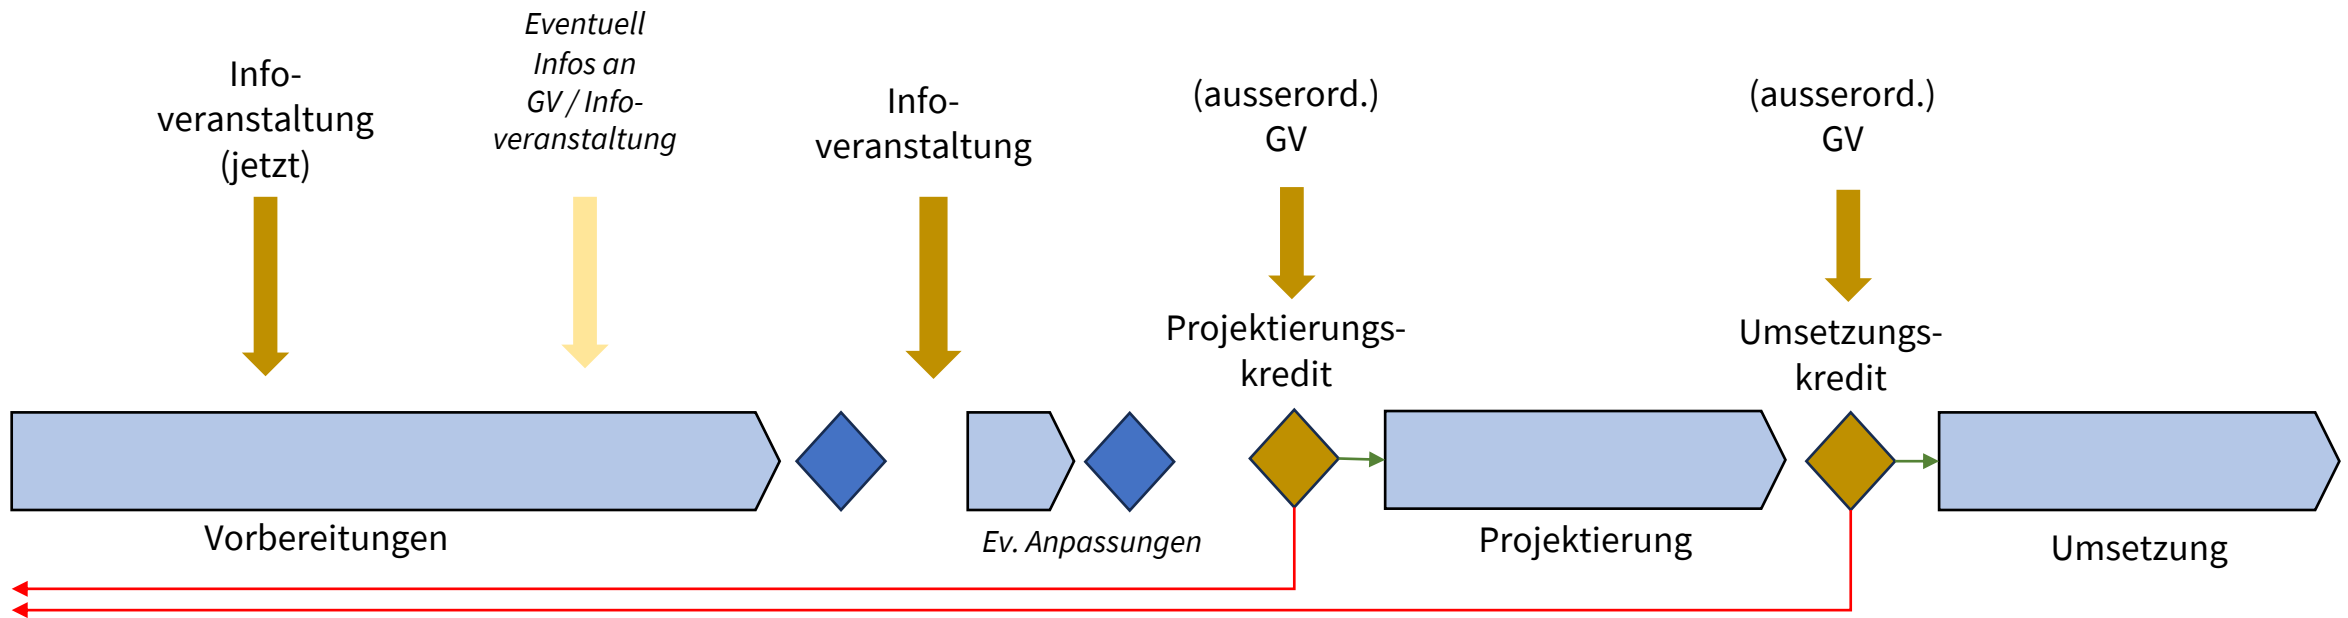 Info-
veranstaltung
(jetzt)
Eventuell
Infos an
GV / Info-
veranstaltung
Info-
veranstaltung
(ausserord.)
GV
(ausserord.)
GV
Projektierungs-
kredit
Umsetzungs-
kredit
Vorbereitungen
Ev. Anpassungen
Projektierung
Umsetzung